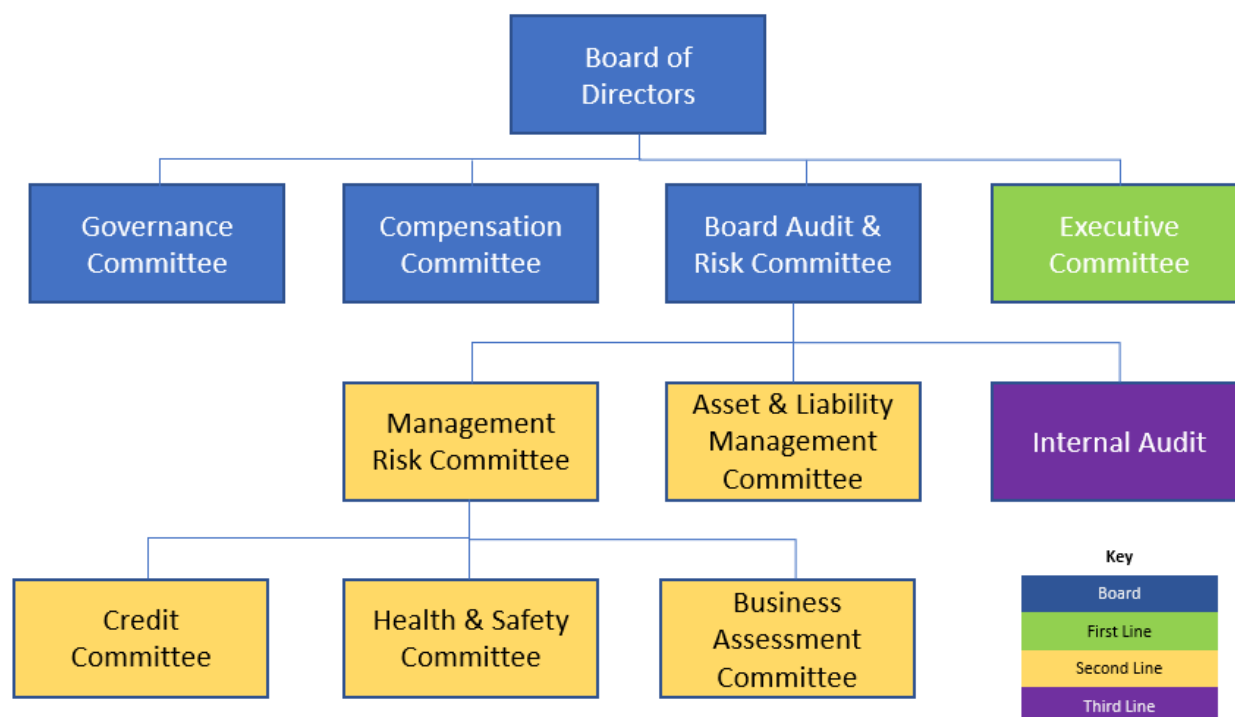 Board of
Directors
Governance
Committee
Compensation
Committee
Board Audit &
Risk Committee
Executive
Committee
Management
Risk Committee
Asset & Liability
Management
Committee
Internal Audit
Credit
Committee
Health & Safety
Committee
Business
Assessment
Committee
Key
Board
First Line
Second Line
Third Line